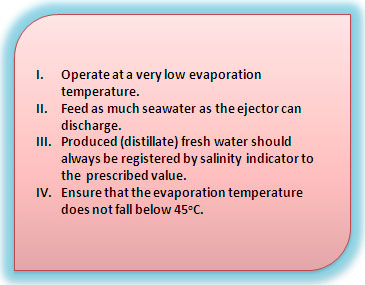 I. Operate at a very low evaporation
temperature.
II. Feed as much seawater as the ejector can
discharge.
III. Produced (distillate) fresh water should
always be registered by salinity indicator to
the prescribed value.
IV. Ensure that the evaporation temperature
does not fall below 45°C.